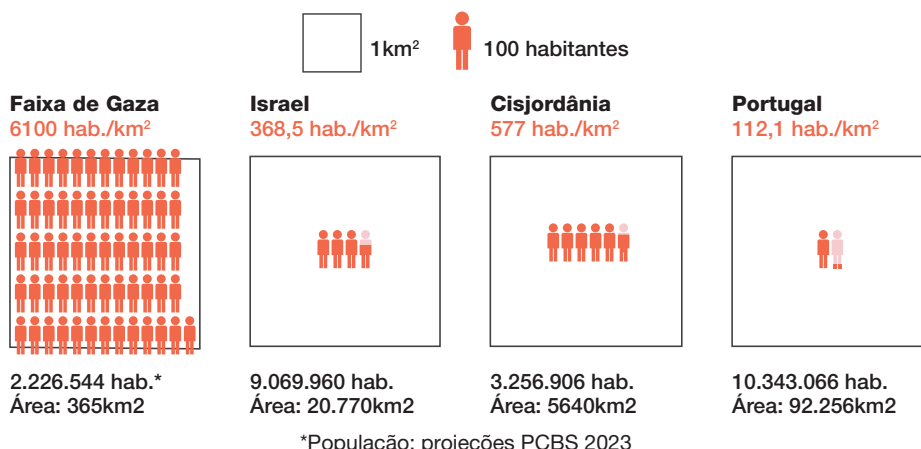 1km²
100 habitantes
Faixa de Gaza
6100 hab./km²
Israel
368,5 hab./km²
Cisjordânia
577 hab./km²
Portugal
112,1 hab./km²
2.226.544 hab.*
Área: 365km2
9.069.960 hab.
Área: 20.770km2
3.256.906 hab.
Área: 5640km2
10.343.066 hab.
Área: 92.256km2
*População: projeções PCBS 2023